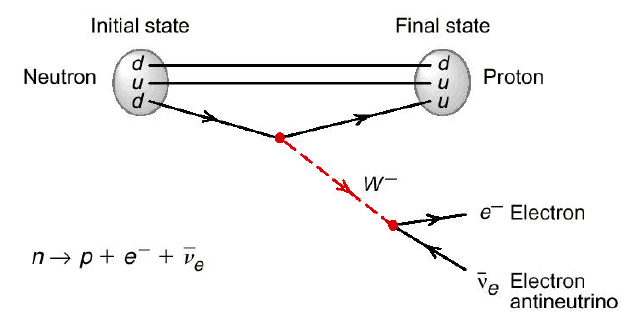 Initial state
Final state
Neutron
d
u
d
d
u
u
Proton
W⁻
e⁻ Electron
n → p + e⁻ + ν̅ₑ
ν̅ₑ Electron
antineutrino